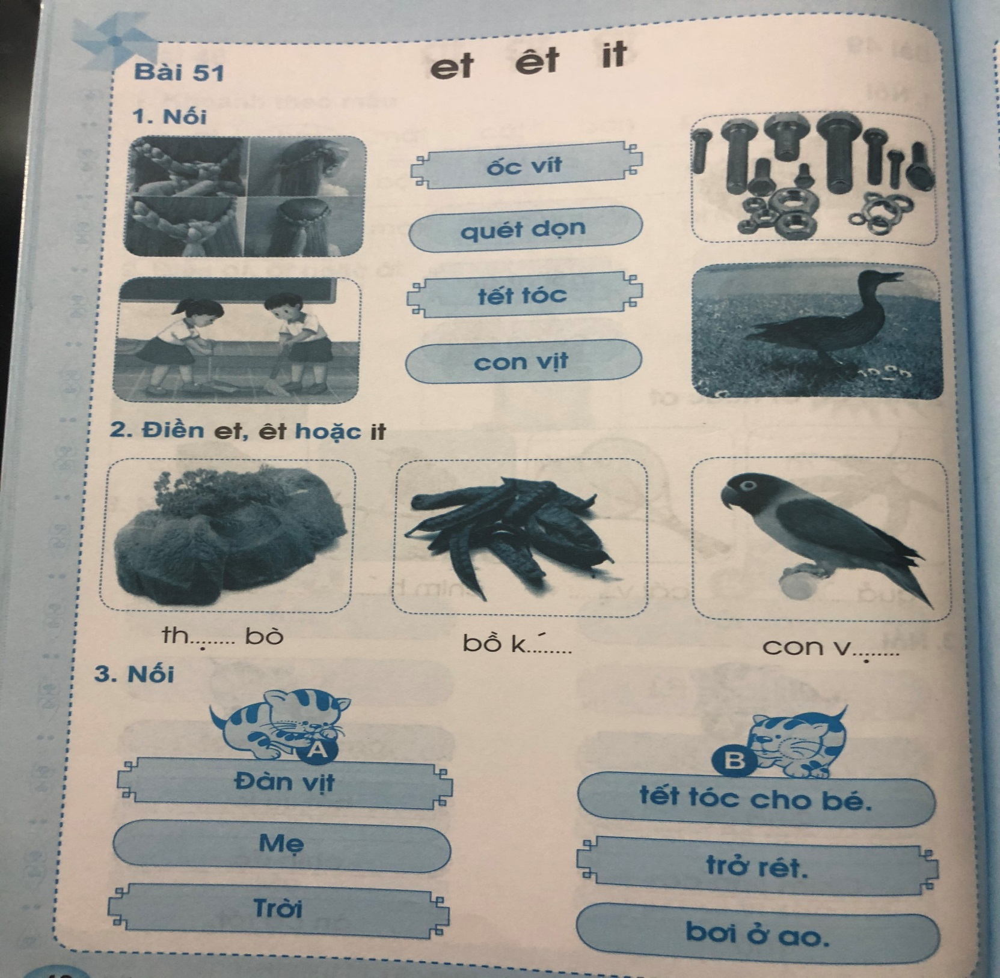 Bài 51
et êt it
1. Nối
ốc vít
quét dọn
tết tóc
con vịt
2. Điền et, êt hoặc it
th..ฺ..... bò
bồ k..́......
con v..ฺ......
3. Nối
A
B
Đàn vịt
tết tóc cho bé.
Mẹ
trở rét.
Trời
bơi ở ao.